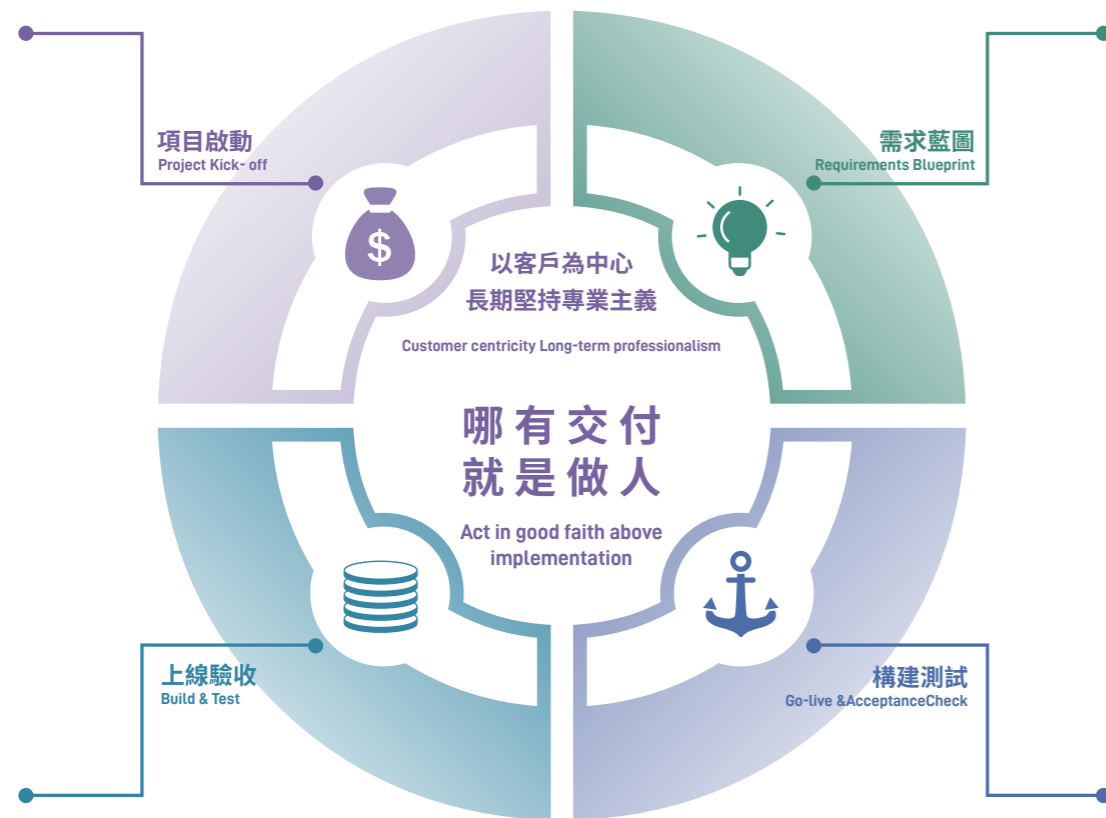 項目啟動
Project Kick- off
需求藍圖
Requirements Blueprint
$
以客戶為中心
長期堅持專業主義
Customer centricity Long-term professionalism
哪有交付
就是做人
Act in good faith above
implementation
上線驗收
Build & Test
構建測試
Go-live &AcceptanceCheck